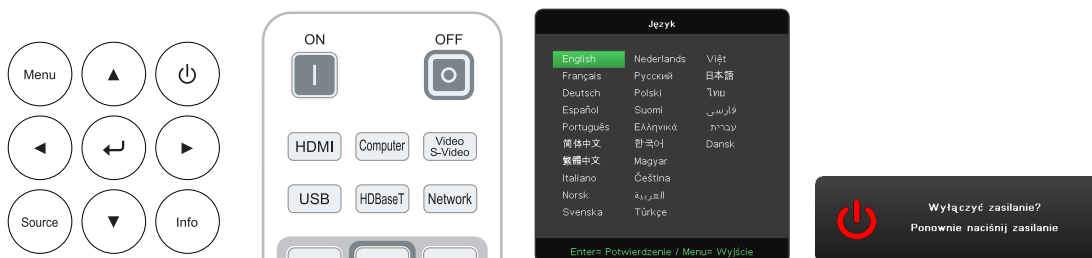 Menu
Source
Info
ON
OFF
HDMI
Computer
Video
S-Video
USB
HDBaseT
Network
Język
English
Français
Deutsch
Español
Português
简体中文
繁體中文
Italiano
Norsk
Svenska
Nederlands
Русский
Polski
Suomi
Ελληνικά
한국어
Magyar
Čeština
العربية
Türkçe
Việt
日本語
ไทย
فارسی
עברית
Dansk
Enter= Potwierdzenie / Menu= Wyjście
Wyłączyć zasilanie?
Ponownie naciśnij zasilanie